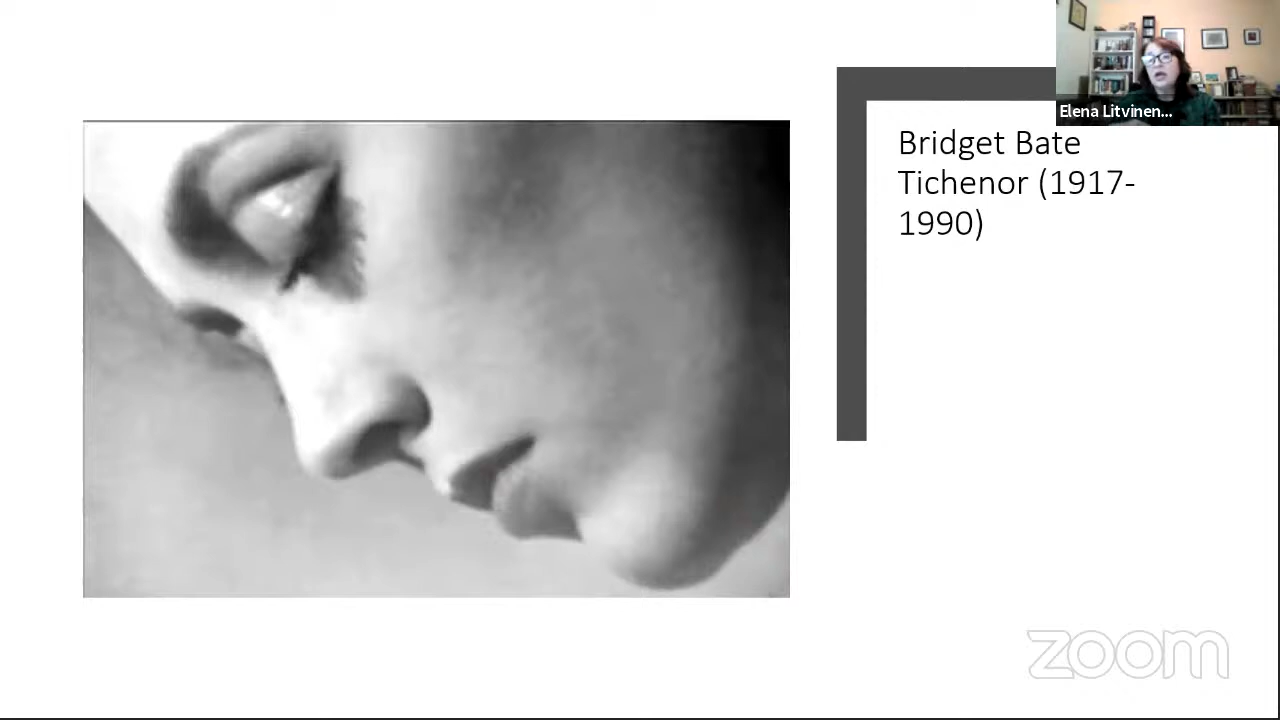 Elena Litvinen...
Bridget Bate
Tichenor (1917-
1990)
zoom